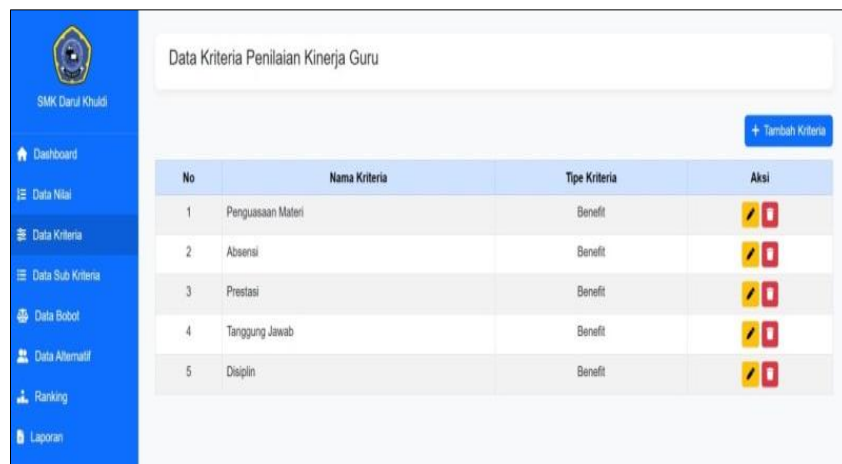 SMK Darul Khuldi
Dashboard
Data Nilai
Data Kriteria
Data Sub Kriteria
Data Bobot
Data Alternatif
Ranking
Laporan
Data Kriteria Penilaian Kinerja Guru
+ Tambah Kriteria
No Nama Kriteria Tipe Kriteria Aksi
1 Penguasaan Materi Benefit
2 Absensi Benefit
3 Prestasi Benefit
4 Tanggung Jawab Benefit
5 Disiplin Benefit